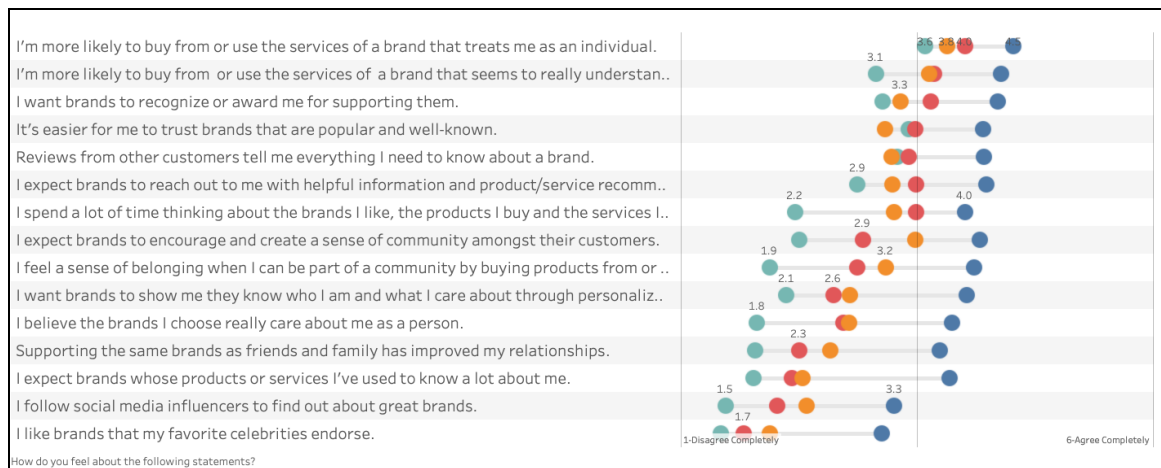 I'm more likely to buy from or use the services of a brand that treats me as an individual.
3.6 3.8 4.0 4.5
I'm more likely to buy from or use the services of a brand that seems to really understan..
3.1
I want brands to recognize or award me for supporting them.
3.3
It's easier for me to trust brands that are popular and well-known.
Reviews from other customers tell me everything I need to know about a brand.
I expect brands to reach out to me with helpful information and product/service recomm..
2.9
I spend a lot of time thinking about the brands I like, the products I buy and the services I..
2.2 4.0
I expect brands to encourage and create a sense of community amongst their customers.
2.9
I feel a sense of belonging when I can be part of a community by buying products from or ..
1.9 3.2
I want brands to show me they know who I am and what I care about through personaliz..
2.1 2.6
I believe the brands I choose really care about me as a person.
1.8
Supporting the same brands as friends and family has improved my relationships.
2.3
I expect brands whose products or services I've used to know a lot about me.
I follow social media influencers to find out about great brands.
1.5 3.3
I like brands that my favorite celebrities endorse.
1.7
1-Disagree Completely 6-Agree Completely
How do you feel about the following statements?